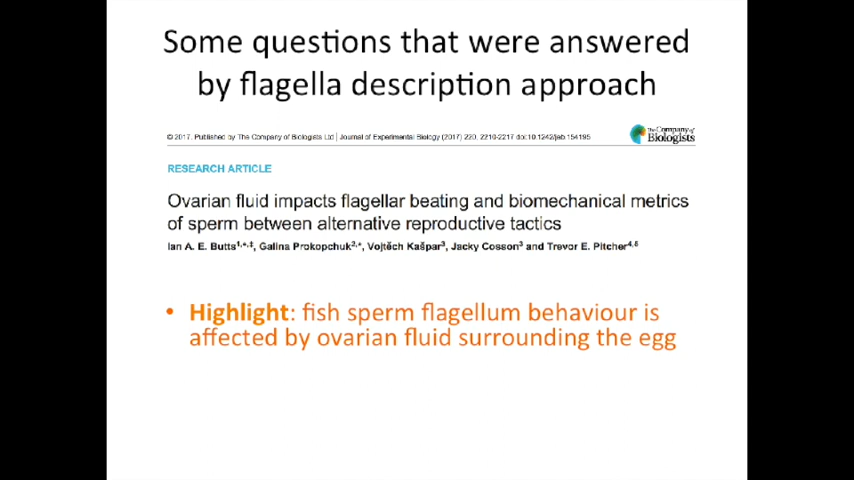 Some questions that were answered
by flagella description approach
© 2017. Published by The Company of Biologists Ltd | Journal of Experimental Biology (2017) 220, 2210-2217 doi:10.1242/jeb.154195
The Company of
Biologists
RESEARCH ARTICLE
Ovarian fluid impacts flagellar beating and biomechanical metrics
of sperm between alternative reproductive tactics
Ian A. E. Butts1,*,‡, Galina Prokopchuk2,*, Vojtěch Kašpar3, Jacky Cosson3 and Trevor E. Pitcher4,5
• Highlight: fish sperm flagellum behaviour is
affected by ovarian fluid surrounding the egg